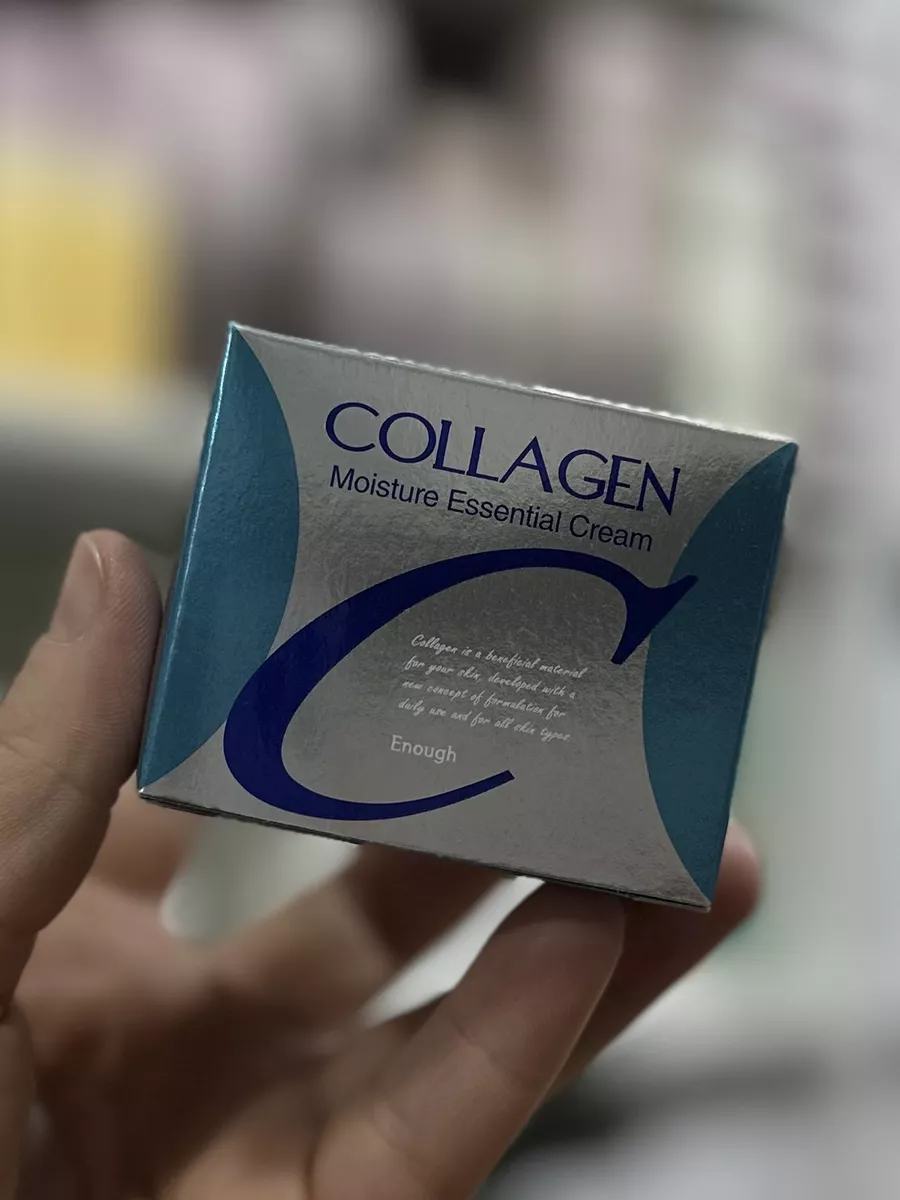 COLLAGEN
Moisture Essential Cream
C
Collagen is a beneficial material
for your skin, developed with a
new concept of formulation for
daily use and for all skin types
Enough